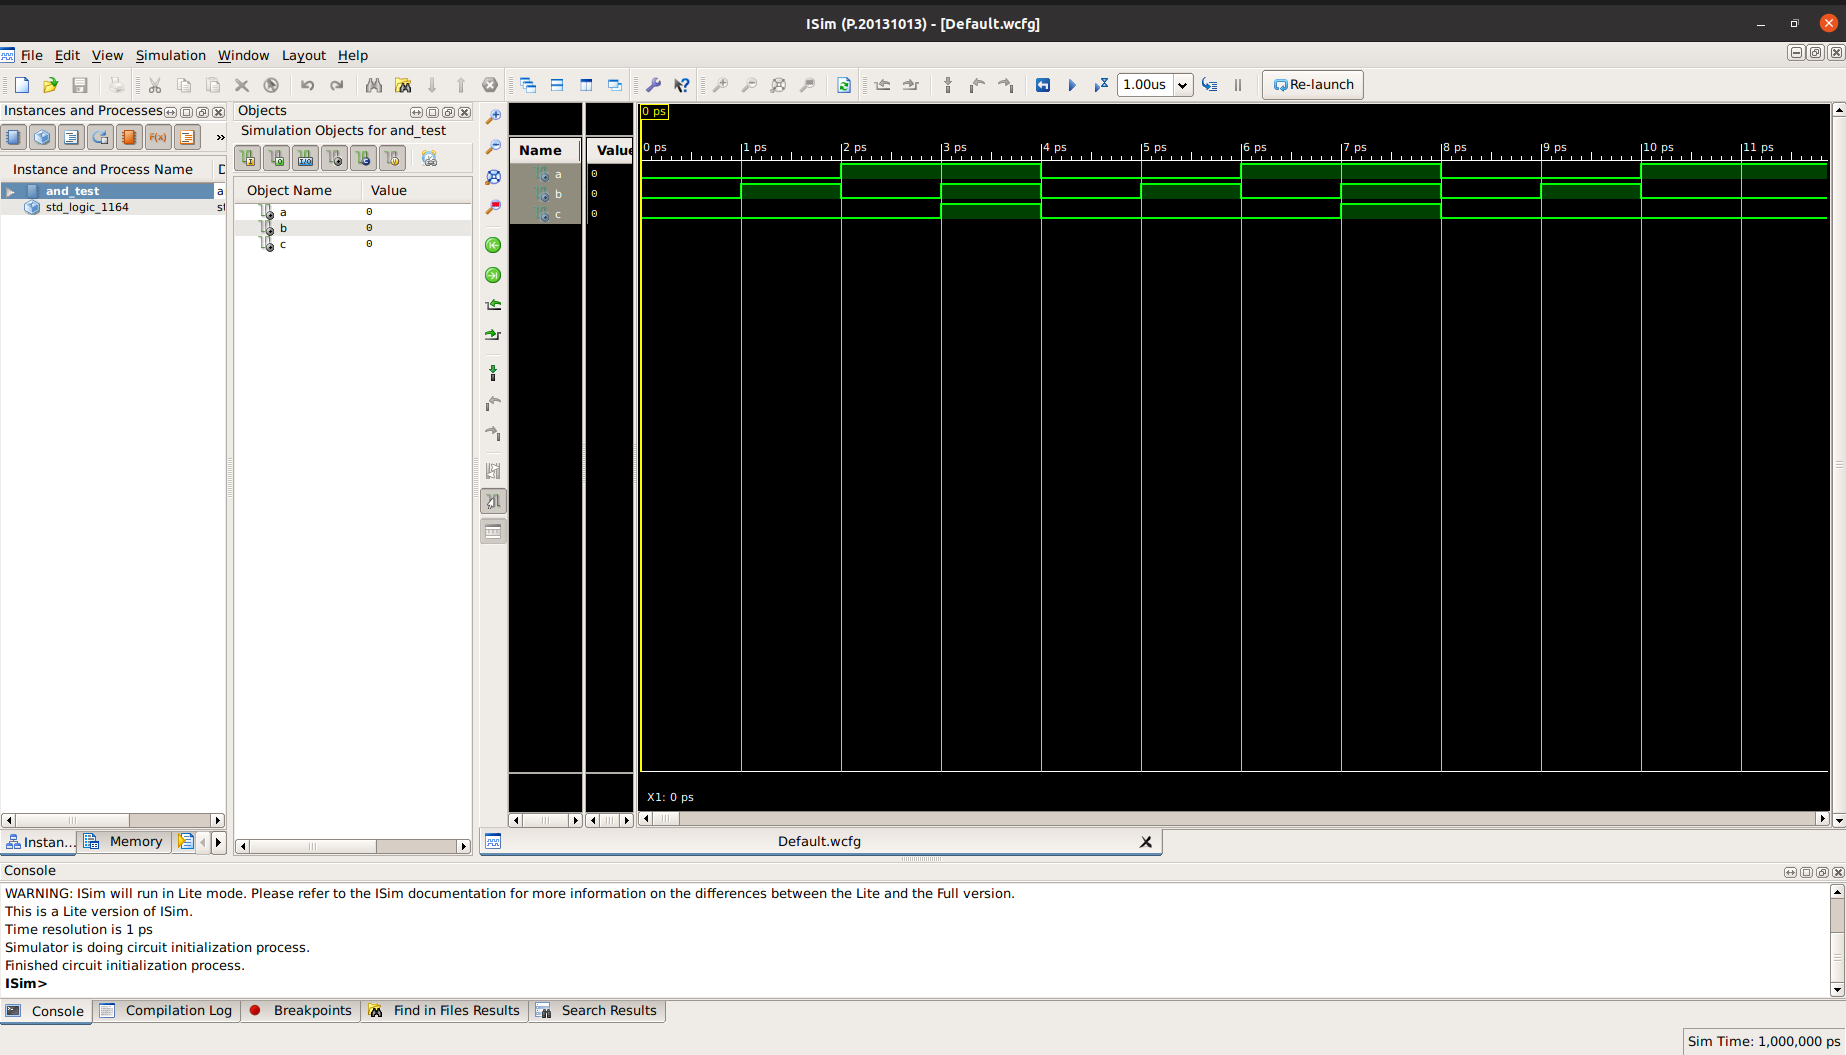 ISim (P.20131013) - [Default.wcfg]
File Edit View Simulation Window Layout Help
1.00us
Re-launch
Instances and Processes
Instance and Process Name
and_test
std_logic_1164
Instan...
Memory
Objects
Simulation Objects for and_test
Object Name Value
a 0
b 0
c 0
Name Value
a 0
b 0
c 0
0 ps
0 ps 1 ps 2 ps 3 ps 4 ps 5 ps 6 ps 7 ps 8 ps 9 ps 10 ps 11 ps
X1: 0 ps
Default.wcfg
Console
WARNING: ISim will run in Lite mode. Please refer to the ISim documentation for more information on the differences between the Lite and the Full version.
This is a Lite version of ISim.
Time resolution is 1 ps
Simulator is doing circuit initialization process.
Finished circuit initialization process.
ISim>
Console Compilation Log Breakpoints Find in Files Results Search Results
Sim Time: 1,000,000 ps